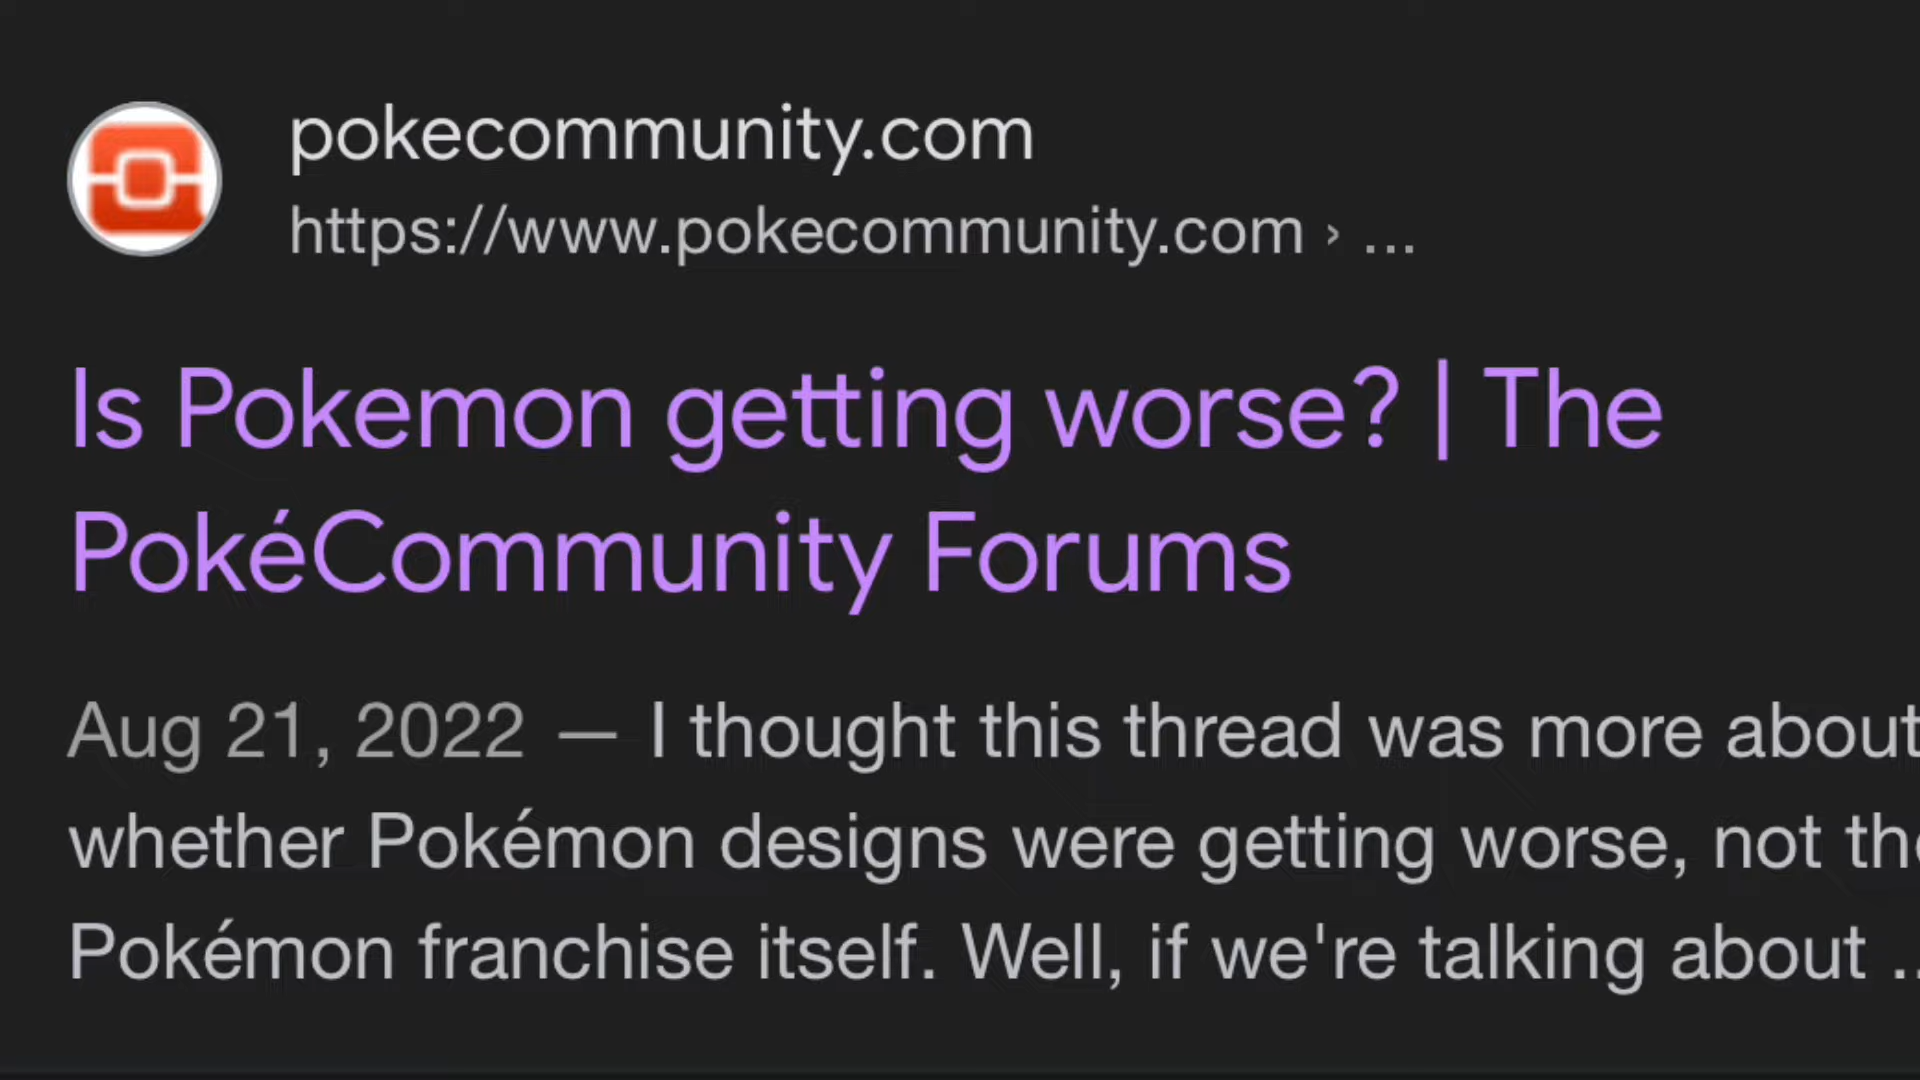 pokecommunity.com
https://www.pokecommunity.com › ...
Is Pokemon getting worse? | The
PokéCommunity Forums
Aug 21, 2022 — I thought this thread was more about
whether Pokémon designs were getting worse, not the
Pokémon franchise itself. Well, if we're talking about ...